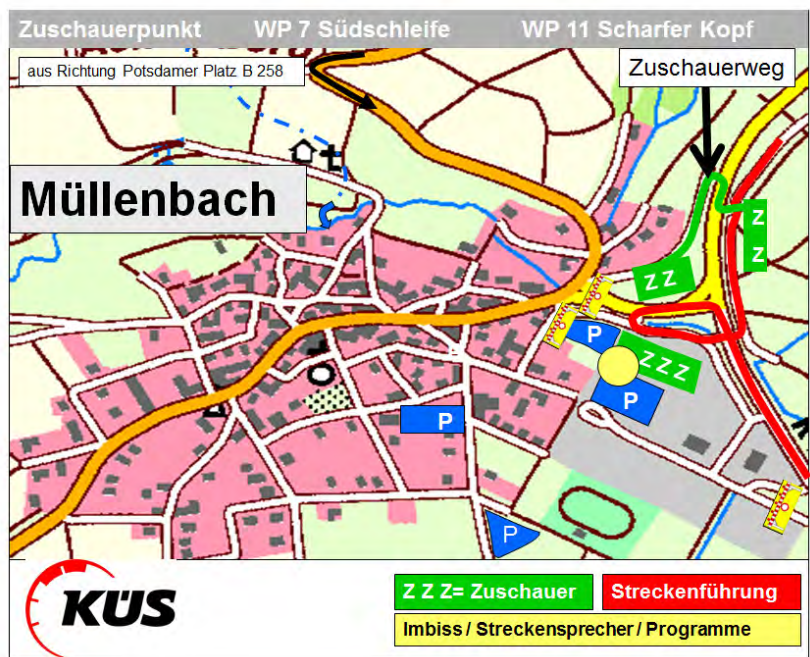 Zuschauerpunkt WP 7 Südschleife WP 11 Scharfer Kopf
aus Richtung Potsdamer Platz B 258
Zuschauerweg
Müllenbach
Z
Z
Z Z
P
Z Z Z
P
P
P
KÜS
Z Z Z= Zuschauer
Streckenführung
Imbiss / Streckensprecher / Programme